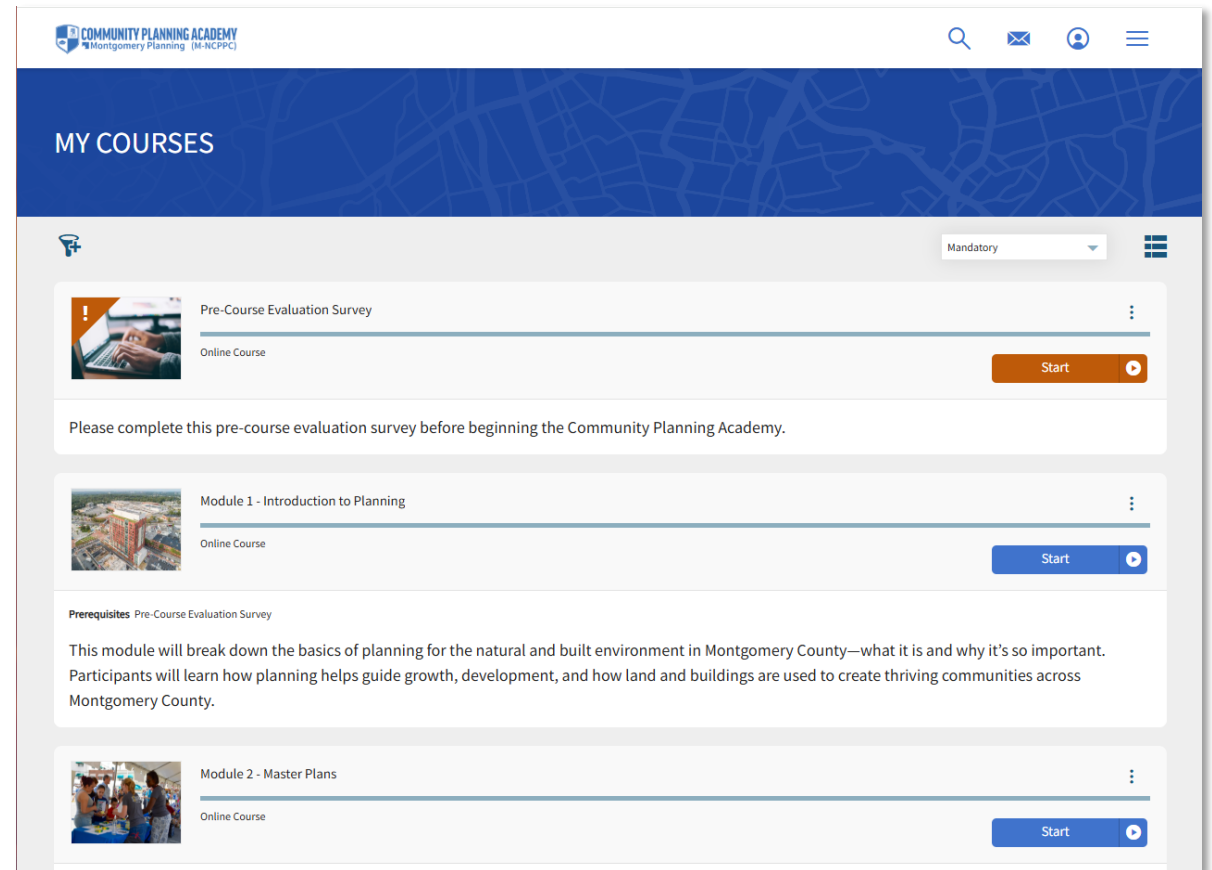 COMMUNITY PLANNING ACADEMY
Montgomery Planning (M-NCPPC)
MY COURSES
Mandatory
!
Pre-Course Evaluation Survey
Online Course
Start
Please complete this pre-course evaluation survey before beginning the Community Planning Academy.
Module 1 - Introduction to Planning
Online Course
Start
Prerequisites Pre-Course Evaluation Survey
This module will break down the basics of planning for the natural and built environment in Montgomery County—what it is and why it’s so important.
Participants will learn how planning helps guide growth, development, and how land and buildings are used to create thriving communities across
Montgomery County.
Module 2 - Master Plans
Online Course
Start